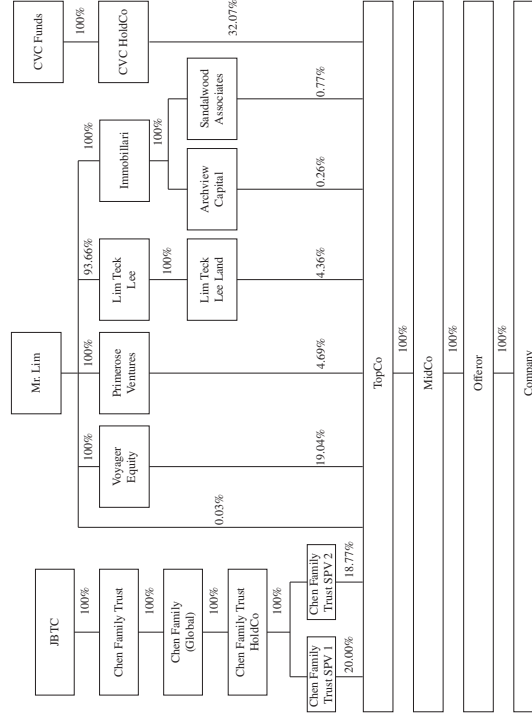 JBTC
100%
Chen Family Trust
100%
Chen Family
(Global)
100%
Chen Family Trust
HoldCo
100%
Chen Family
Trust SPV 1
Chen Family
Trust SPV 2
20.00%
18.77%
Mr. Lim
0.03%
100%
Voyager
Equity
19.04%
100%
Primerose
Ventures
4.69%
93.66%
Lim Teck
Lee
100%
Lim Teck
Lee Land
4.36%
100%
Immobillari
100%
Archview
Capital
Sandalwood
Associates
0.26%
0.77%
CVC Funds
100%
CVC HoldCo
32.07%
TopCo
100%
MidCo
100%
Offeror
100%
Company